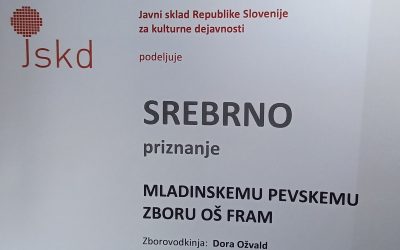 Jskd
Javni sklad Republike Slovenije
za kulturne dejavnosti
podeljuje
SREBRNO
priznanje
MLADINSKEMU PEVSKEMU
ZBORU OŠ FRAM
Zborovodkinja: Dora Ožvald